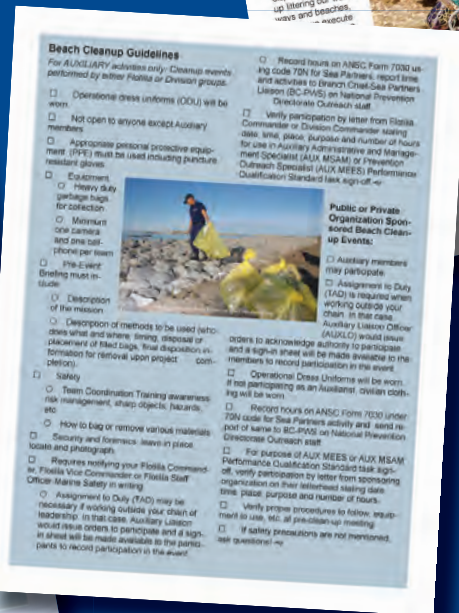 up littering our
ways and beaches,
execute
Beach Cleanup Guidelines
For AUXILIARY activities only: Cleanup events
performed by either Flotilla or Division groups.
☐ Operational dress uniforms (ODU) will be
worn.
☐ Not open to anyone except Auxiliary
members.
☐ Appropriate personal protective equip-
ment (PPE) must be used including puncture
resistant gloves.
☐ Equipment
O Heavy duty
garbage bags
for collection
O Minimum
one camera
and one cell-
phone per team
☐ Pre-Event
Briefing must in-
clude
O Description
of the mission
O Description of methods to be used (who
does what and where, timing, disposal or
placement of filled bags, final disposition in-
formation for removal upon project com-
pletion).
☐ Safety
O Team Coordination Training awareness
risk management, sharp objects, hazards,
etc.
O How to bag or remove various materials
☐ Security and forensics: leave in place,
locate and photograph.
☐ Requires notifying your Flotilla Command-
er, Flotilla Vice Commander or Flotilla Staff
Officer-Marine Safety in writing.
O Assignment to Duty (TAD) may be
necessary if working outside your chain of
leadership. In that case, Auxiliary Liaison
would issue orders to participate and a sign-
in sheet will be made available to the partici-
pants to record participation in the event.
O Record hours on ANSC Form 7030 us-
ing code 70N for Sea Partners, report time
and activities to Branch Chief-Sea Partners
Liaison (BC-PWS) on National Prevention
Directorate Outreach staff.
☐ Verify participation by letter from Flotilla
Commander or Division Commander stating
date, time, place, purpose and number of hours
for use in Auxiliary Administrative and Manage-
ment Specialist (AUX MSAM) or Prevention
Outreach Specialist (AUX MEES) Performance
Qualification Standard task sign-off.
Public or Private
Organization Spon-
sored Beach Clean-
up Events:
☐ Auxiliary members
may participate.
☐ Assignment to Duty
(TAD) is required when
working outside your
chain. In that case
Auxiliary Liaison Officer
(AUXLO) would issue
orders to acknowledge authority to participate
and a sign-in sheet will be made available to the
members to record participation in the event.
☐ Operational Dress Uniforms will be worn.
If not participating as an Auxiliarist, civilian cloth-
ing will be worn.
☐ Record hours on ANSC Form 7030 under
70N code for Sea Partners activity and send re-
port of same to BC-PWS on National Prevention
Directorate Outreach staff.
☐ For purpose of AUX MEES or AUX MSAM
Performance Qualification Standard task sign-
off, verify participation by letter from sponsoring
organization on their letterhead stating date,
time, place, purpose and number of hours.
☐ Verify proper procedures to follow, equip-
ment to use, etc. at pre-clean-up meeting.
☐ If safety precautions are not mentioned,
ask questions!